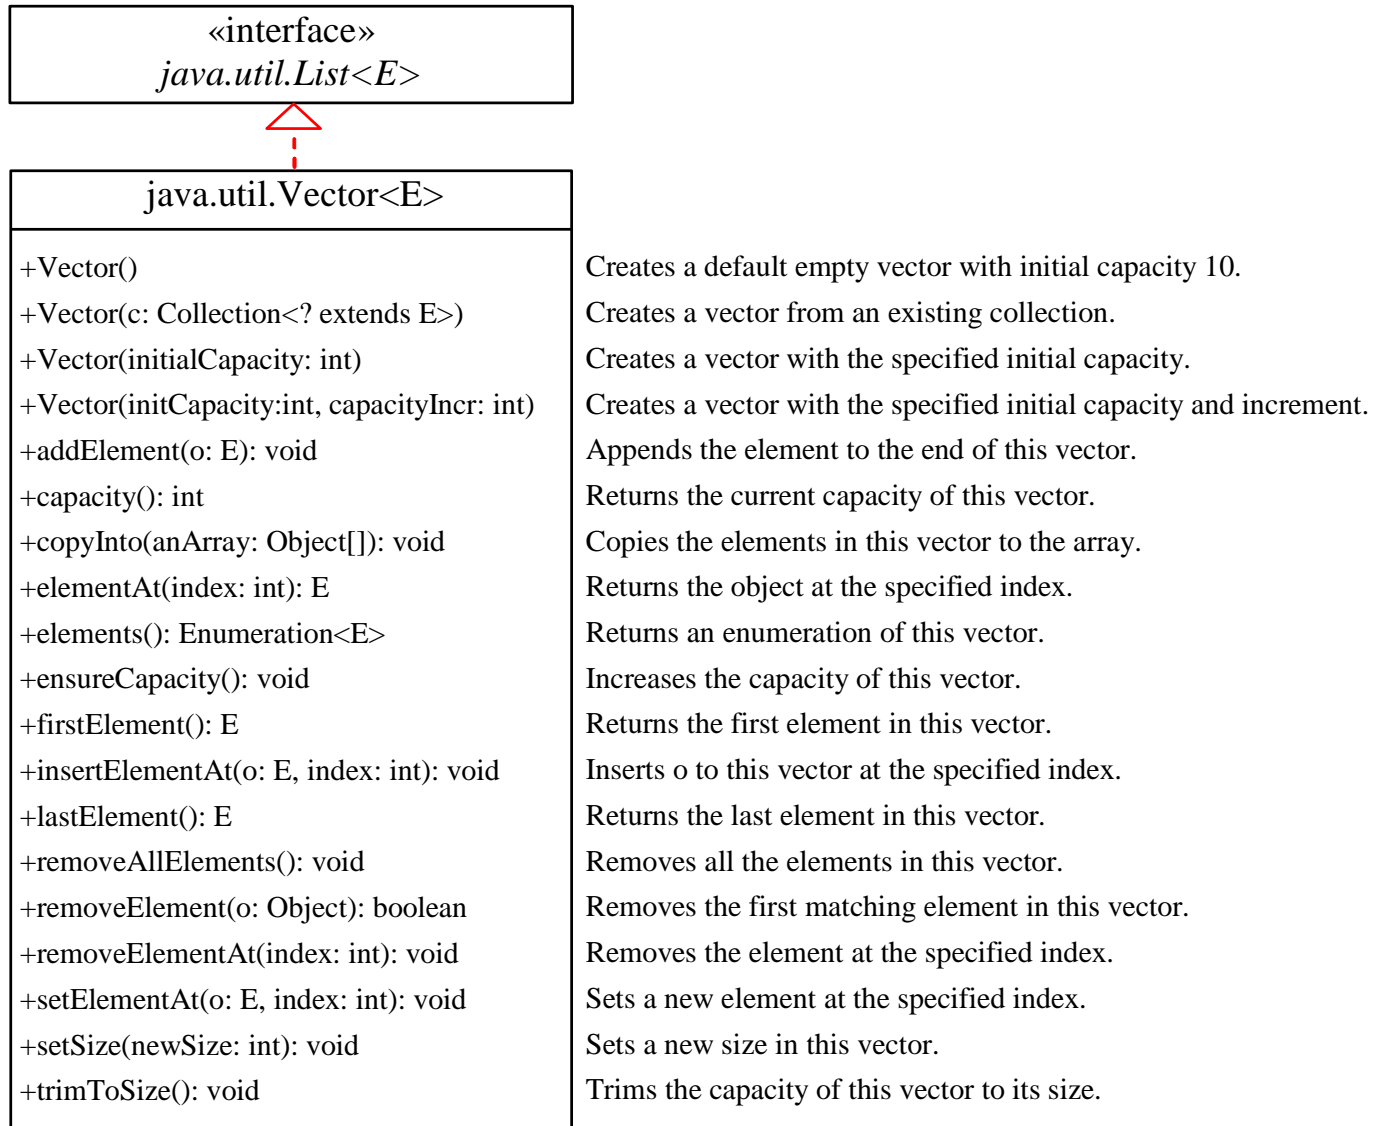 «interface»
java.util.List<E>
java.util.Vector<E>
+Vector() Creates a default empty vector with initial capacity 10.
+Vector(c: Collection<? extends E>) Creates a vector from an existing collection.
+Vector(initialCapacity: int) Creates a vector with the specified initial capacity.
+Vector(initCapacity:int, capacityIncr: int) Creates a vector with the specified initial capacity and increment.
+addElement(o: E): void Appends the element to the end of this vector.
+capacity(): int Returns the current capacity of this vector.
+copyInto(anArray: Object[]): void Copies the elements in this vector to the array.
+elementAt(index: int): E Returns the object at the specified index.
+elements(): Enumeration<E> Returns an enumeration of this vector.
+ensureCapacity(): void Increases the capacity of this vector.
+firstElement(): E Returns the first element in this vector.
+insertElementAt(o: E, index: int): void Inserts o to this vector at the specified index.
+lastElement(): E Returns the last element in this vector.
+removeAllElements(): void Removes all the elements in this vector.
+removeElement(o: Object): boolean Removes the first matching element in this vector.
+removeElementAt(index: int): void Removes the element at the specified index.
+setElementAt(o: E, index: int): void Sets a new element at the specified index.
+setSize(newSize: int): void Sets a new size in this vector.
+trimToSize(): void Trims the capacity of this vector to its size.